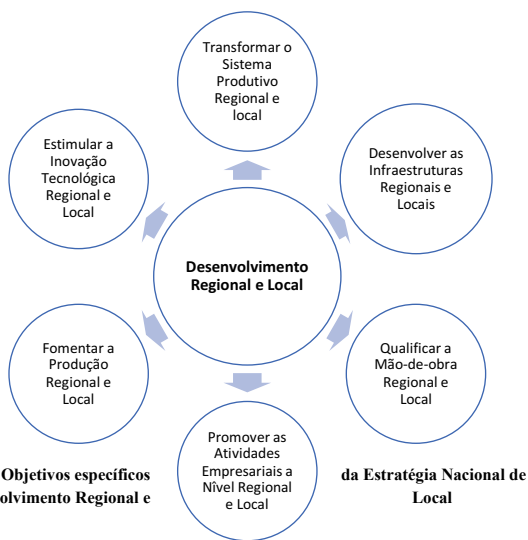 Transformar o
Sistema
Produtivo
Regional e
local
Estimular a
Inovação
Tecnológica
Regional e
Local
Desenvolver as
Infraestruturas
Regionais e
Locais
Desenvolvimento
Regional e Local
Fomentar a
Produção
Regional e
Local
Qualificar a
Mão-de-obra
Regional e
Local
Promover as
Atividades
Empresariais a
Nível Regional
e Local
Objetivos específicos
da Estratégia Nacional de
olvimento Regional e
Local